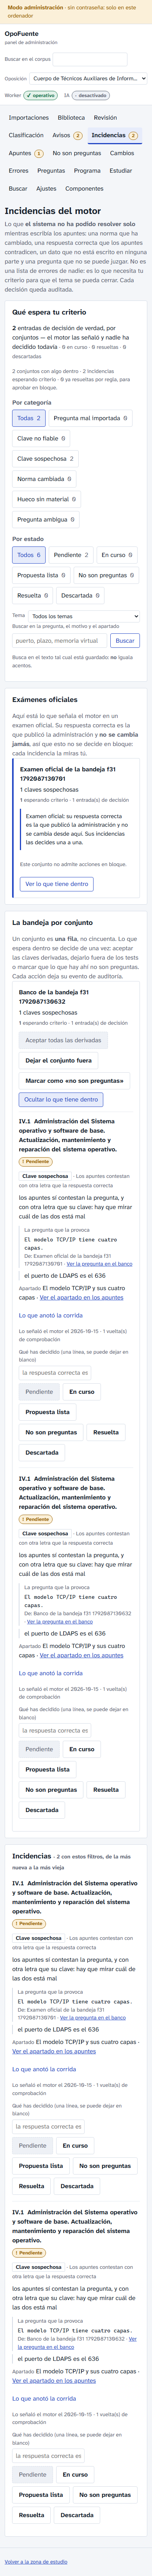 Modo administración · sin contraseña: solo en este ordenador.
OpoFuente
panel de administración
Buscar en el corpus
Oposición Cuerpo de Técnicos Auxiliares de Inform…
Worker ✓ operativo IA ◦ desactivado
Importaciones Biblioteca Revisión
Clasificación Avisos 2 Incidencias 2
Apuntes 1 No son preguntas Cambios
Errores Preguntas Programa Estudiar
Buscar Ajustes Componentes
Incidencias del motor
Lo que el sistema no ha podido resolver solo
mientras escribía los apuntes: una norma que ha
cambiado, una respuesta correcta que los apuntes
contradicen, un enunciado que admite dos lecturas, una
parte y una pregunta que no se puede juzgar. No es
una lista de errores: es la lista de lo que necesita tu
criterio para que el tema se pueda cerrar. Cada
decisión queda auditada.
Qué espera tu criterio
2 entradas de decisión de verdad, por
conjuntos — el motor las señaló y nadie ha
decidido todavía · 0 en curso · 0 resueltas · 0
descartadas
2 conjuntos con algo dentro · 2 incidencias
esperando criterio · 0 ya resueltas por regla, para
aprobar en bloque.
Por categoría
Todas 2 Pregunta mal importada 0
Clave no fiable 0
Clave sospechosa 2
Norma cambiada 0
Hueco sin material 0
Pregunta ambigua 0
Por estado
Todos 6 Pendiente 2 En curso 0
Propuesta lista 0 No son preguntas 0
Resuelta 0 Descartada 0
Tema Todos los temas
Buscar en la pregunta, el motivo y el apartado
puerto, plazo, memoria virtual Buscar
Busca en el texto tal cual está guardado: no iguala
acentos.
Exámenes oficiales
Aquí está lo que señala el motor en un
examen oficial. Su respuesta correcta es la
que publicó la administración y no se cambia
jamás, así que esto no se decide en bloque:
cada incidencia la miras tú.
Examen oficial de la bandeja f31
1792087130701
1 claves sospechosas
1 esperando criterio · 1 entrada(s) de decisión
Examen oficial: su respuesta correcta
es la que publicó la administración y no
se cambia desde aquí. Sus incidencias
las decides una a una.
Este conjunto no admite acciones en bloque.
Ver lo que tiene dentro
La bandeja por conjunto
Un conjunto es una fila, no cincuenta. Lo que
espera dentro se decide de una vez: aceptar
las claves derivadas, dejarlo fuera de los tests
o marcar que lo que hay ahí no son preguntas.
Cada acción deja su evento de auditoría.
Banco de la bandeja f31
1792087130632
1 claves sospechosas
1 esperando criterio · 1 entrada(s) de decisión
Aceptar todas las derivadas
Dejar el conjunto fuera
Marcar como «no son preguntas»
Ocultar lo que tiene dentro
IV.1 Administración del Sistema
operativo y software de base.
Actualización, mantenimiento y
reparación del sistema operativo.
! Pendiente
Clave sospechosa · Los apuntes contestan
con otra letra que la respuesta correcta
los apuntes sí contestan la pregunta, y
con otra letra que su clave: hay que mirar
cuál de las dos está mal
La pregunta que la provoca
El modelo TCP/IP tiene cuatro
capas.
De: Examen oficial de la bandeja f31
1792087130701 · Ver la pregunta en el banco
el puerto de LDAPS es el 636
Apartado El modelo TCP/IP y sus cuatro
capas · Ver el apartado en los apuntes
Lo que anotó la corrida
Lo señaló el motor el 2026-10-15 · 1 vuelta(s)
de comprobación
Qué has decidido (una línea, se puede dejar en
blanco)
la respuesta correcta es
Pendiente En curso
Propuesta lista
No son preguntas Resuelta
Descartada
IV.1 Administración del Sistema
operativo y software de base.
Actualización, mantenimiento y
reparación del sistema operativo.
! Pendiente
Clave sospechosa · Los apuntes contestan
con otra letra que la respuesta correcta
los apuntes sí contestan la pregunta, y
con otra letra que su clave: hay que mirar
cuál de las dos está mal
La pregunta que la provoca
El modelo TCP/IP tiene cuatro
capas.
De: Banco de la bandeja f31 1792087130632
· Ver la pregunta en el banco
el puerto de LDAPS es el 636
Apartado El modelo TCP/IP y sus cuatro
capas · Ver el apartado en los apuntes
Lo que anotó la corrida
Lo señaló el motor el 2026-10-15 · 1 vuelta(s)
de comprobación
Qué has decidido (una línea, se puede dejar en
blanco)
la respuesta correcta es
Pendiente En curso
Propuesta lista
No son preguntas Resuelta
Descartada
Incidencias · 2 con estos filtros, de la más
nueva a la más vieja
IV.1 Administración del Sistema operativo
y software de base. Actualización,
mantenimiento y reparación del sistema
operativo.
! Pendiente
Clave sospechosa · Los apuntes contestan con
otra letra que la respuesta correcta
los apuntes sí contestan la pregunta, y con
otra letra que su clave: hay que mirar cuál de
las dos está mal
La pregunta que la provoca
El modelo TCP/IP tiene cuatro capas.
De: Examen oficial de la bandeja f31
1792087130701 · Ver la pregunta en el banco
el puerto de LDAPS es el 636
Apartado El modelo TCP/IP y sus cuatro capas ·
Ver el apartado en los apuntes
Lo que anotó la corrida
Lo señaló el motor el 2026-10-15 · 1 vuelta(s) de
comprobación
Qué has decidido (una línea, se puede dejar en
blanco)
la respuesta correcta es
Pendiente En curso
Propuesta lista No son preguntas
Resuelta Descartada
IV.1 Administración del Sistema operativo
y software de base. Actualización,
mantenimiento y reparación del sistema
operativo.
! Pendiente
Clave sospechosa · Los apuntes contestan con
otra letra que la respuesta correcta
los apuntes sí contestan la pregunta, y con
otra letra que su clave: hay que mirar cuál de
las dos está mal
La pregunta que la provoca
El modelo TCP/IP tiene cuatro capas.
De: Banco de la bandeja f31 1792087130632 · Ver
la pregunta en el banco
el puerto de LDAPS es el 636
Apartado El modelo TCP/IP y sus cuatro capas ·
Ver el apartado en los apuntes
Lo que anotó la corrida
Lo señaló el motor el 2026-10-15 · 1 vuelta(s) de
comprobación
Qué has decidido (una línea, se puede dejar en
blanco)
la respuesta correcta es
Pendiente En curso
Propuesta lista No son preguntas
Resuelta Descartada
Volver a la zona de estudio